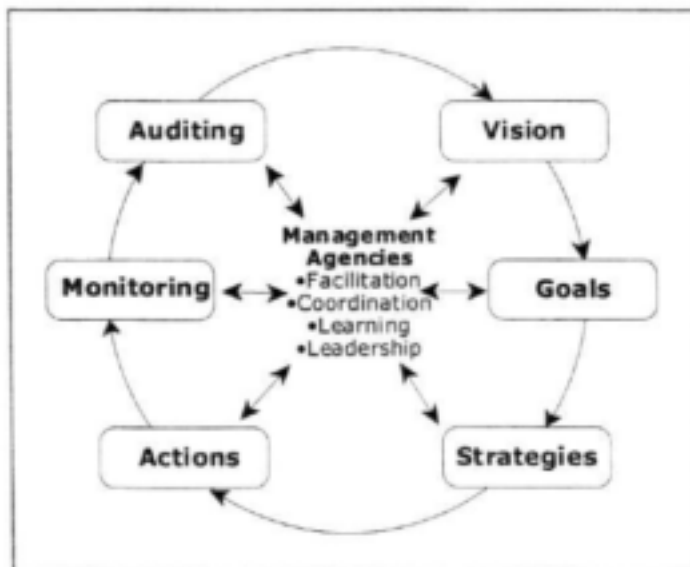 Auditing
Vision
Management
Agencies
•Facilitation
•Coordination
•Learning
•Leadership
Monitoring
Goals
Actions
Strategies